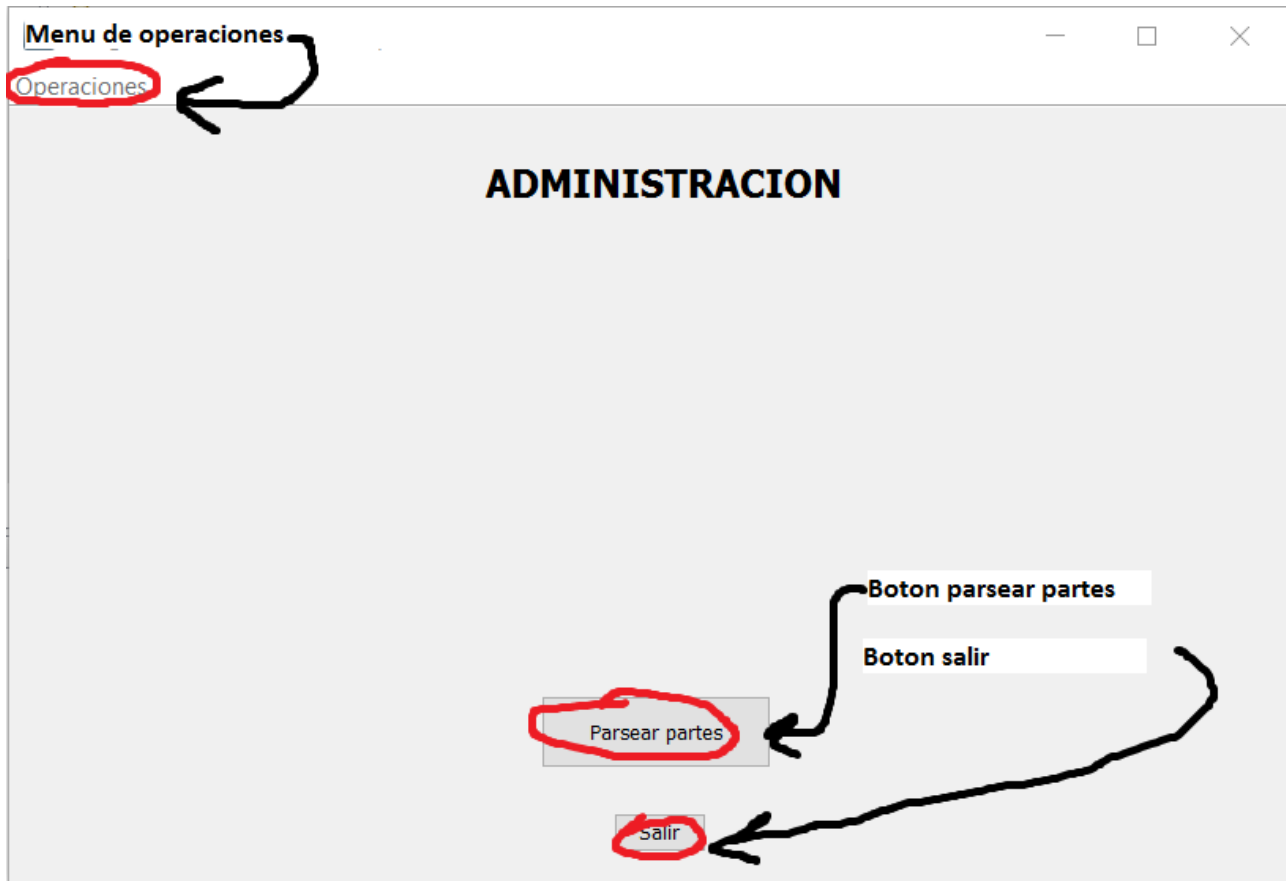 Menu de operaciones
Operaciones
ADMINISTRACION
Boton parsear partes
Boton salir
Parsear partes
Salir